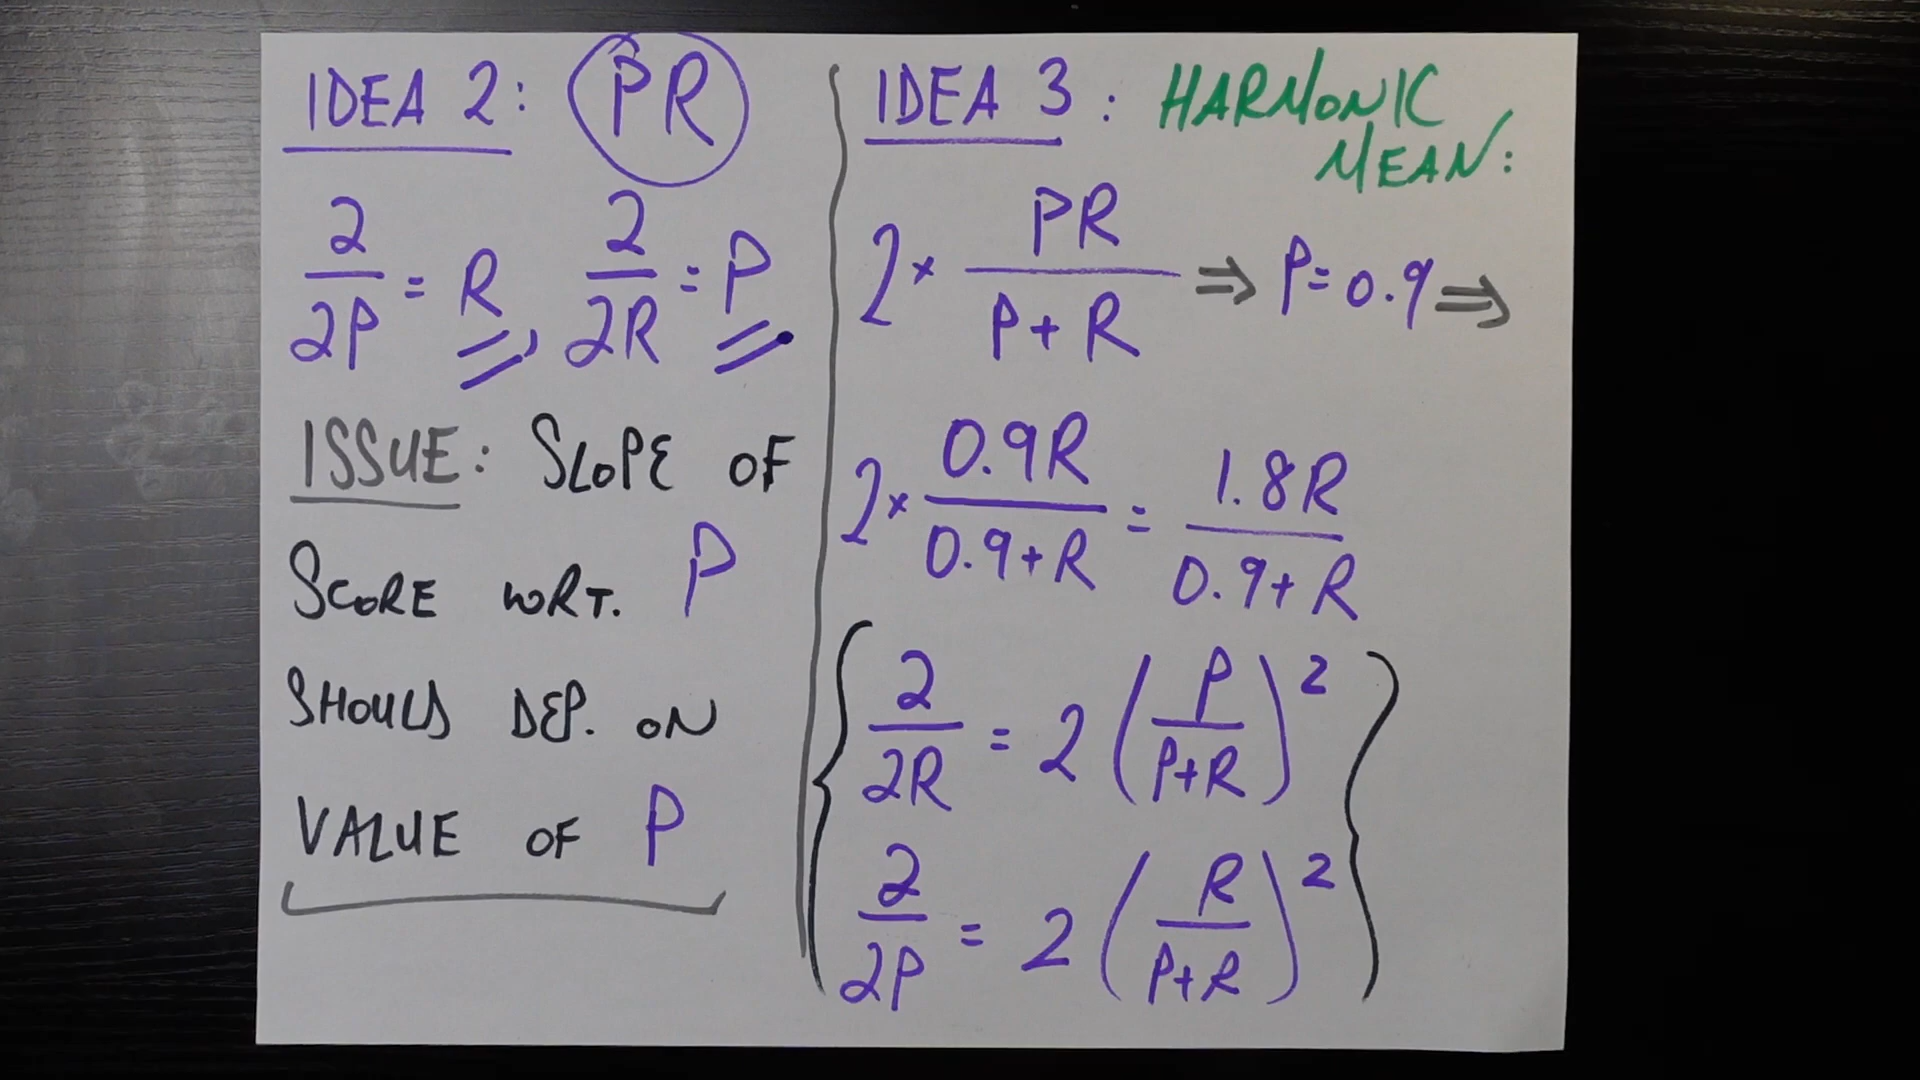 IDEA 2: PR
2/2P = R, 2/2R = P.
ISSUE: SLOPE OF
SCORE WRT. P
SHOULD DEP. ON
VALUE OF P
IDEA 3: HARMONIC
MEAN:
2 × PR/(P+R) ⇒ P=0.9 ⇒
2 × 0.9R/(0.9+R) = 1.8R/(0.9+R)
{ 2/2R = 2(P/(P+R))²
2/2P = 2(R/(P+R))² }